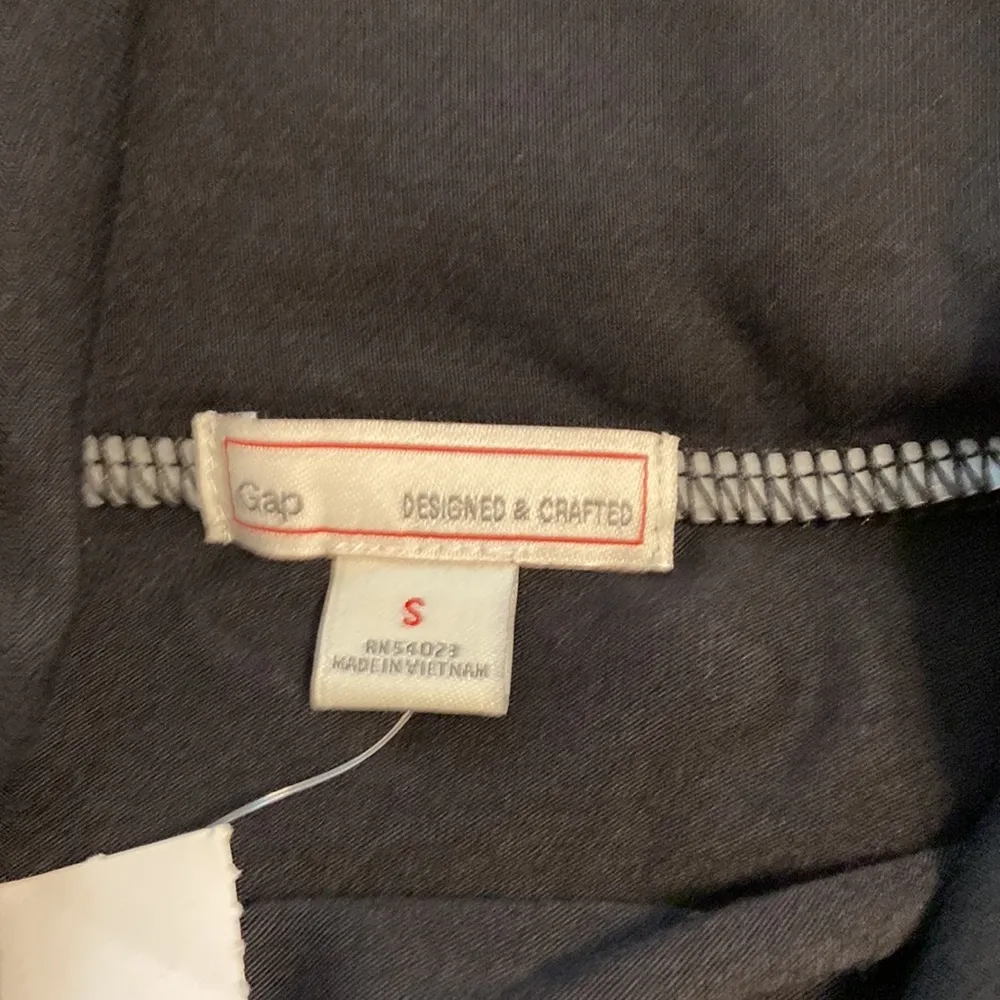 Gap DESIGNED & CRAFTED
S
RN54023
MADE IN VIETNAM